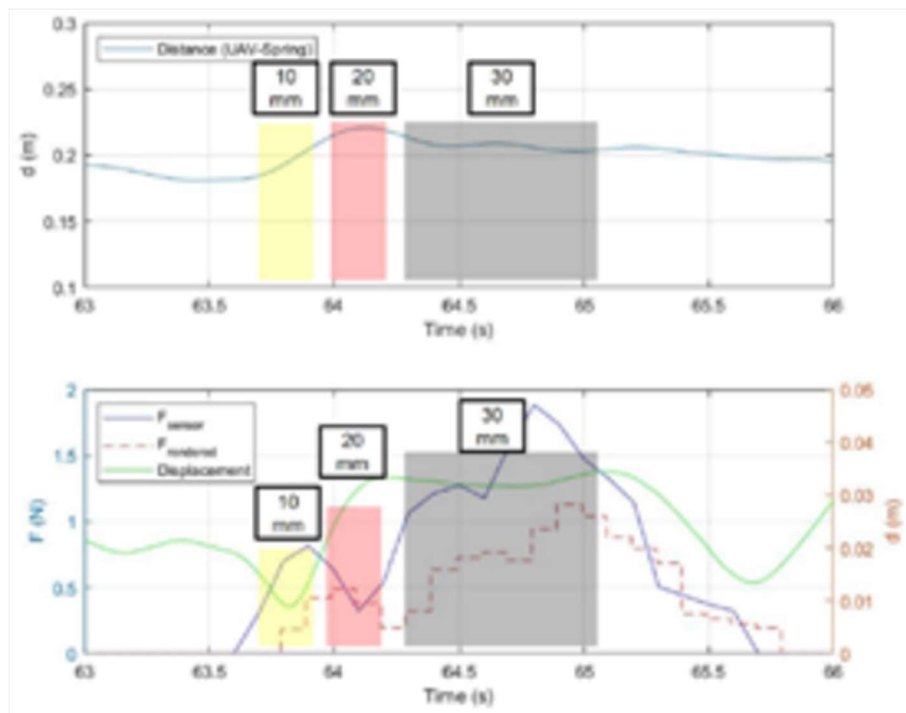 0.3
Distance (UAV-Spring)
10
mm
20
mm
30
mm
0.25
0.2
0.15
0.1
d (m)
63
63.5
64
64.5
65
65.5
66
Time (s)
2
1.5
1
0.5
0
F (N)
F sensor
F rendered
Displacement
10
mm
20
mm
30
mm
0.05
0.04
0.03
0.02
0.01
0
d (m)
63
63.5
64
64.5
65
65.5
66
Time (s)